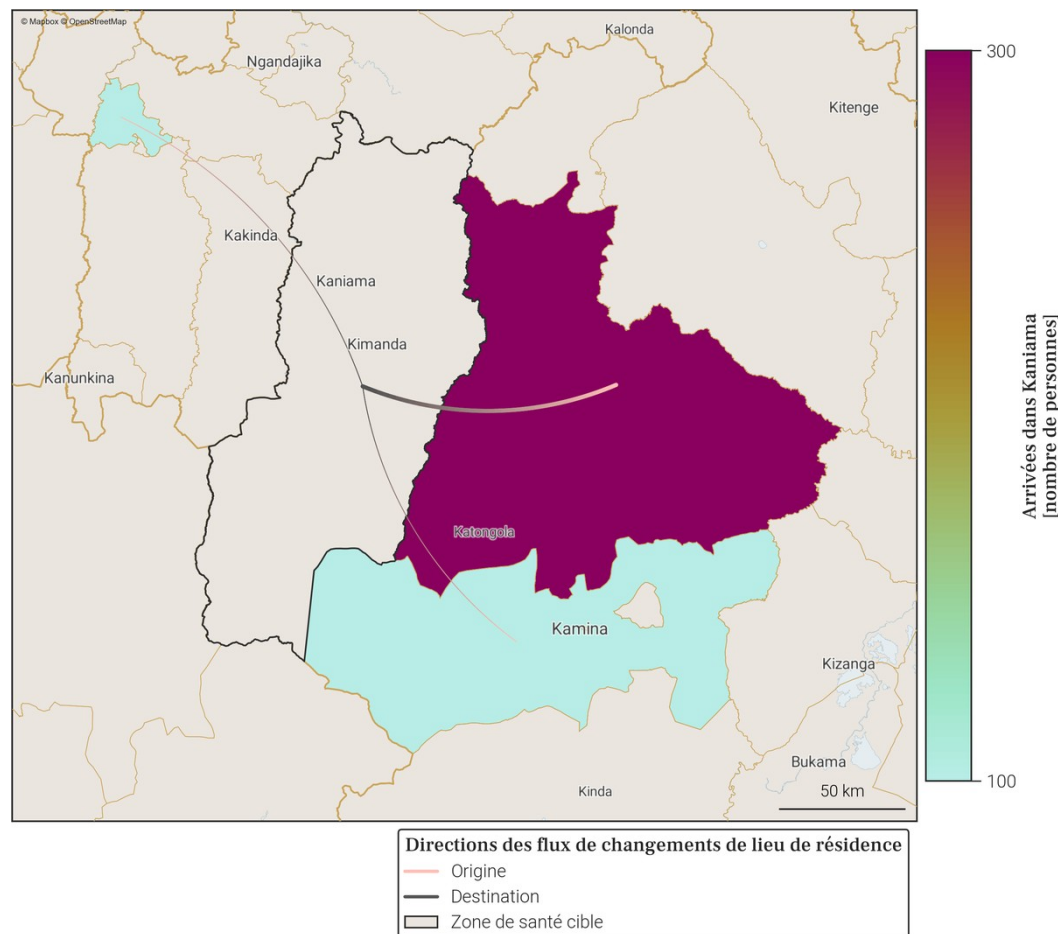 © Mapbox © OpenStreetMap
Kalonda
Ngandajika
Kitenge
Kakinda
Kaniama
Kimanda
Kanunkina
Katongola
Kamina
Kizanga
Bukama
Kinda
50 km
300
100
Arrivées dans Kaniama
[nombre de personnes]
Directions des flux de changements de lieu de résidence
Origine
Destination
Zone de santé cible